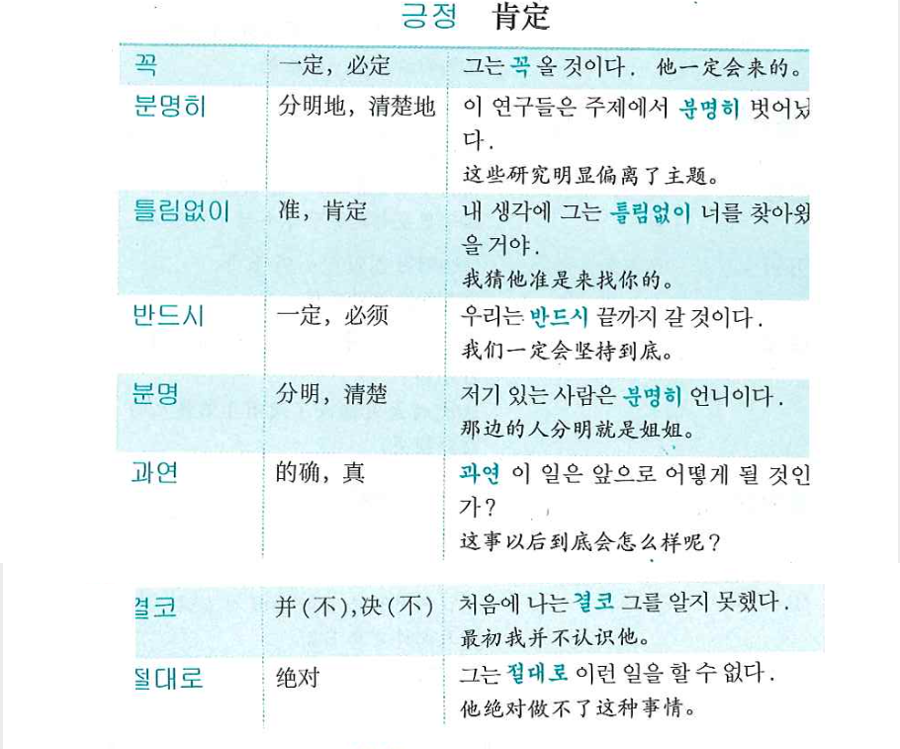 긍정 肯定
꼭 一定，必定 그는 꼭 올 것이다. 他一定会来的。
분명히 分明地，清楚地 이 연구들은 주제에서 분명히 벗어났
다.
这些研究明显偏离了主题。
틀림없이 准，肯定 내 생각에 그는 틀림없이 너를 찾아왔
을 거야.
我猜他准是来找你的。
반드시 一定，必须 우리는 반드시 끝까지 갈 것이다.
我们一定会坚持到底。
분명 分明，清楚 저기 있는 사람은 분명히 언니이다.
那边的人分明就是姐姐。
과연 的确，真 과연 이 일은 앞으로 어떻게 될 것인
가?
这事以后到底会怎么样呢？
결코 并(不),决(不) 처음에 나는 결코 그를 알지 못했다.
最初我并不认识他。
절대로 绝对 그는 절대로 이런 일을 할 수 없다.
他绝对做不了这种事情。